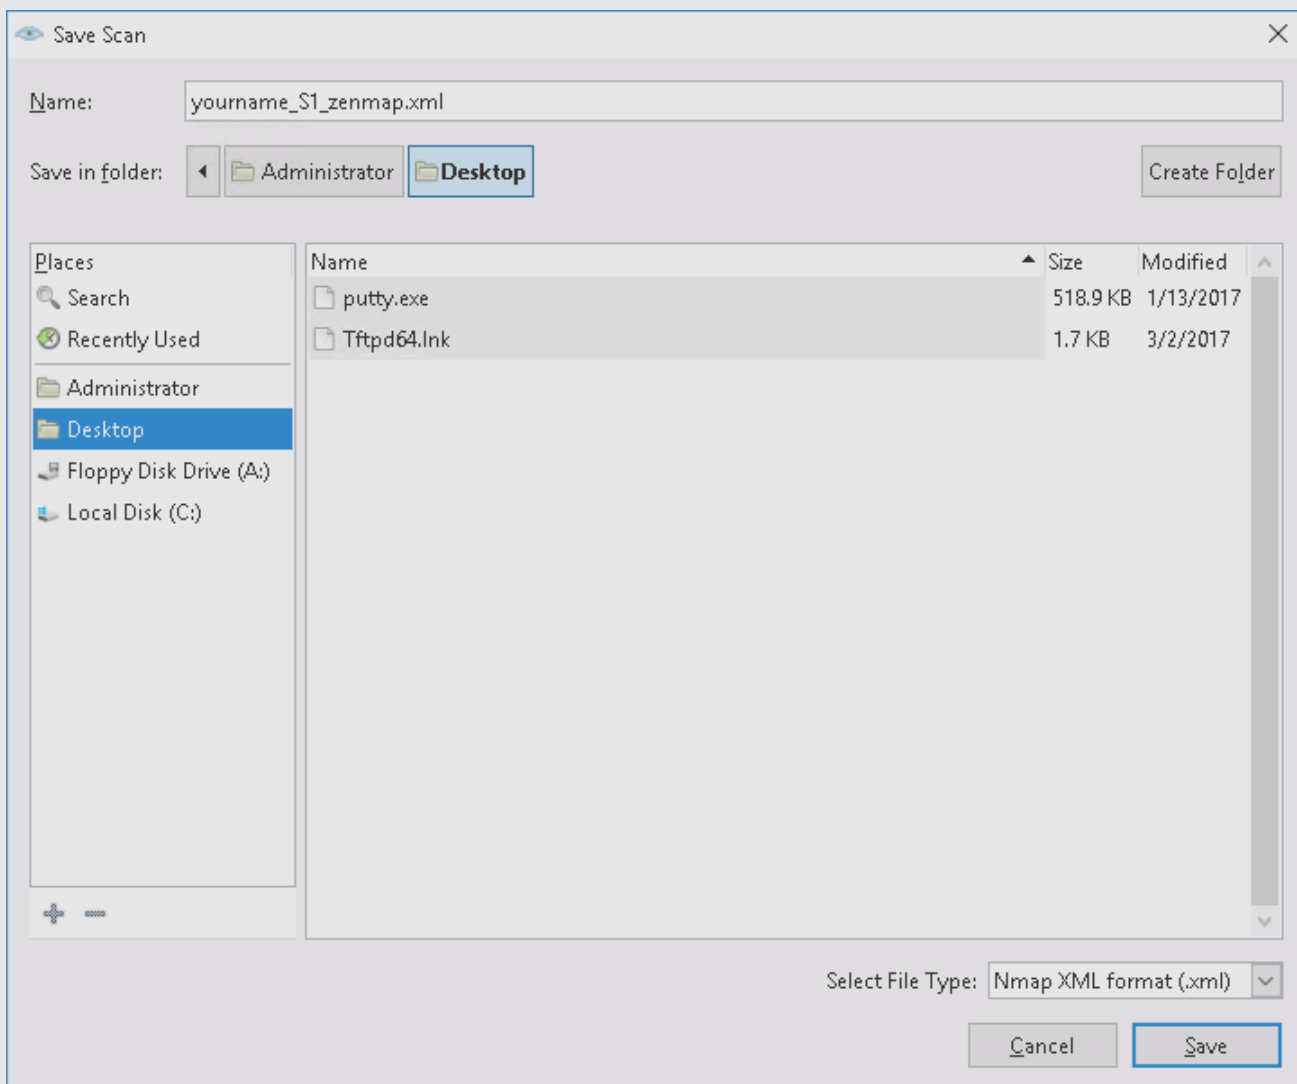 Save Scan
Name: yourname_S1_zenmap.xml
Save in folder: Administrator Desktop Create Folder
Places
Search
Recently Used
Administrator
Desktop
Floppy Disk Drive (A:)
Local Disk (C:)
Name Size Modified
putty.exe 518.9 KB 1/13/2017
Tftpd64.lnk 1.7 KB 3/2/2017
Select File Type: Nmap XML format (.xml)
Cancel Save